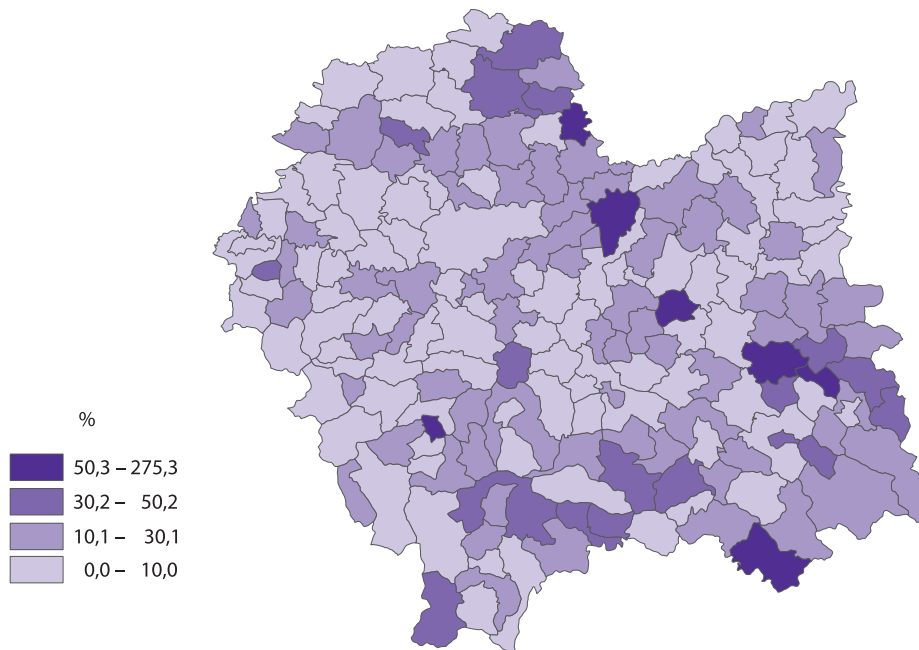 %
50,3 – 275,3
30,2 – 50,2
10,1 – 30,1
0,0 – 10,0